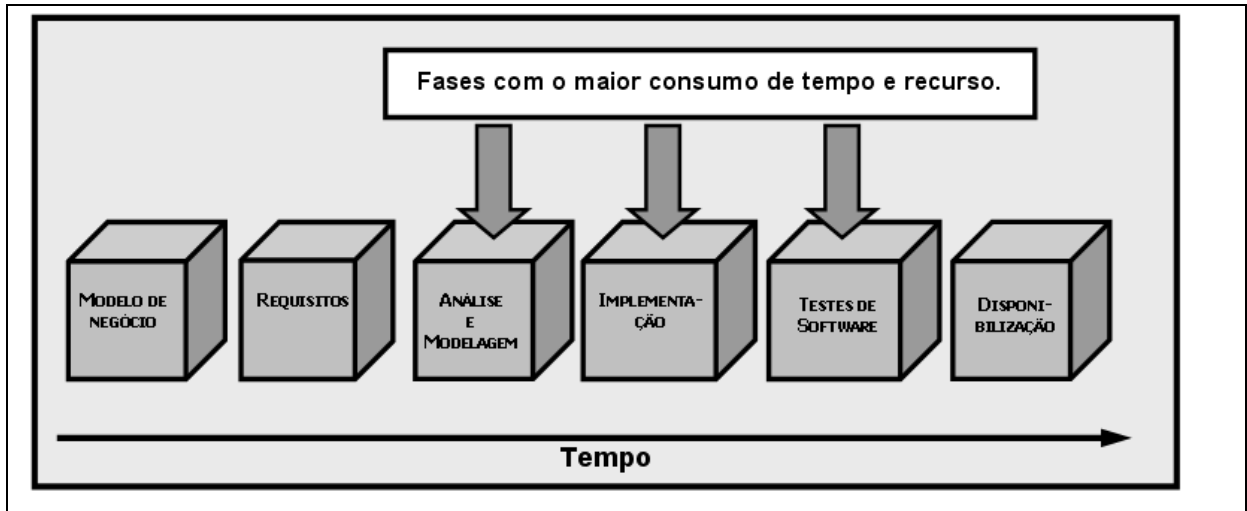 Fases com o maior consumo de tempo e recurso.
MODELO DE
NEGÓCIO
REQUISITOS
ANÁLISE
E
MODELAGEM
IMPLEMENTA-
ÇÃO
TESTES DE
SOFTWARE
DISPONI-
BILIZAÇÃO
Tempo